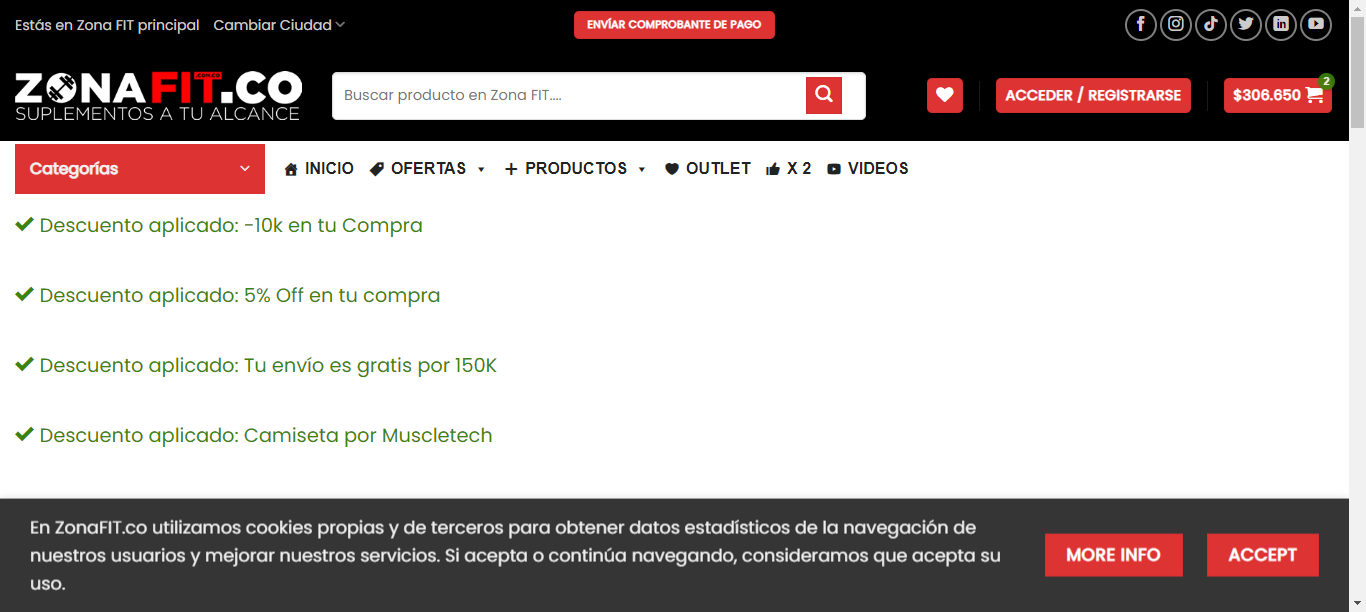 Estás en Zona FIT principal Cambiar Ciudad
ENVÍAR COMPROBANTE DE PAGO
ZONAFIT.CO
.COM.CO
SUPLEMENTOS A TU ALCANCE
Buscar producto en Zona FIT....
ACCEDER / REGISTRARSE
$306.650
2
Categorías
INICIO OFERTAS PRODUCTOS OUTLET X 2 VIDEOS
Descuento aplicado: -10k en tu Compra
Descuento aplicado: 5% Off en tu compra
Descuento aplicado: Tu envío es gratis por 150K
Descuento aplicado: Camiseta por Muscletech
En ZonaFIT.co utilizamos cookies propias y de terceros para obtener datos estadísticos de la navegación de
nuestros usuarios y mejorar nuestros servicios. Si acepta o continúa navegando, consideramos que acepta su
uso.
MORE INFO
ACCEPT